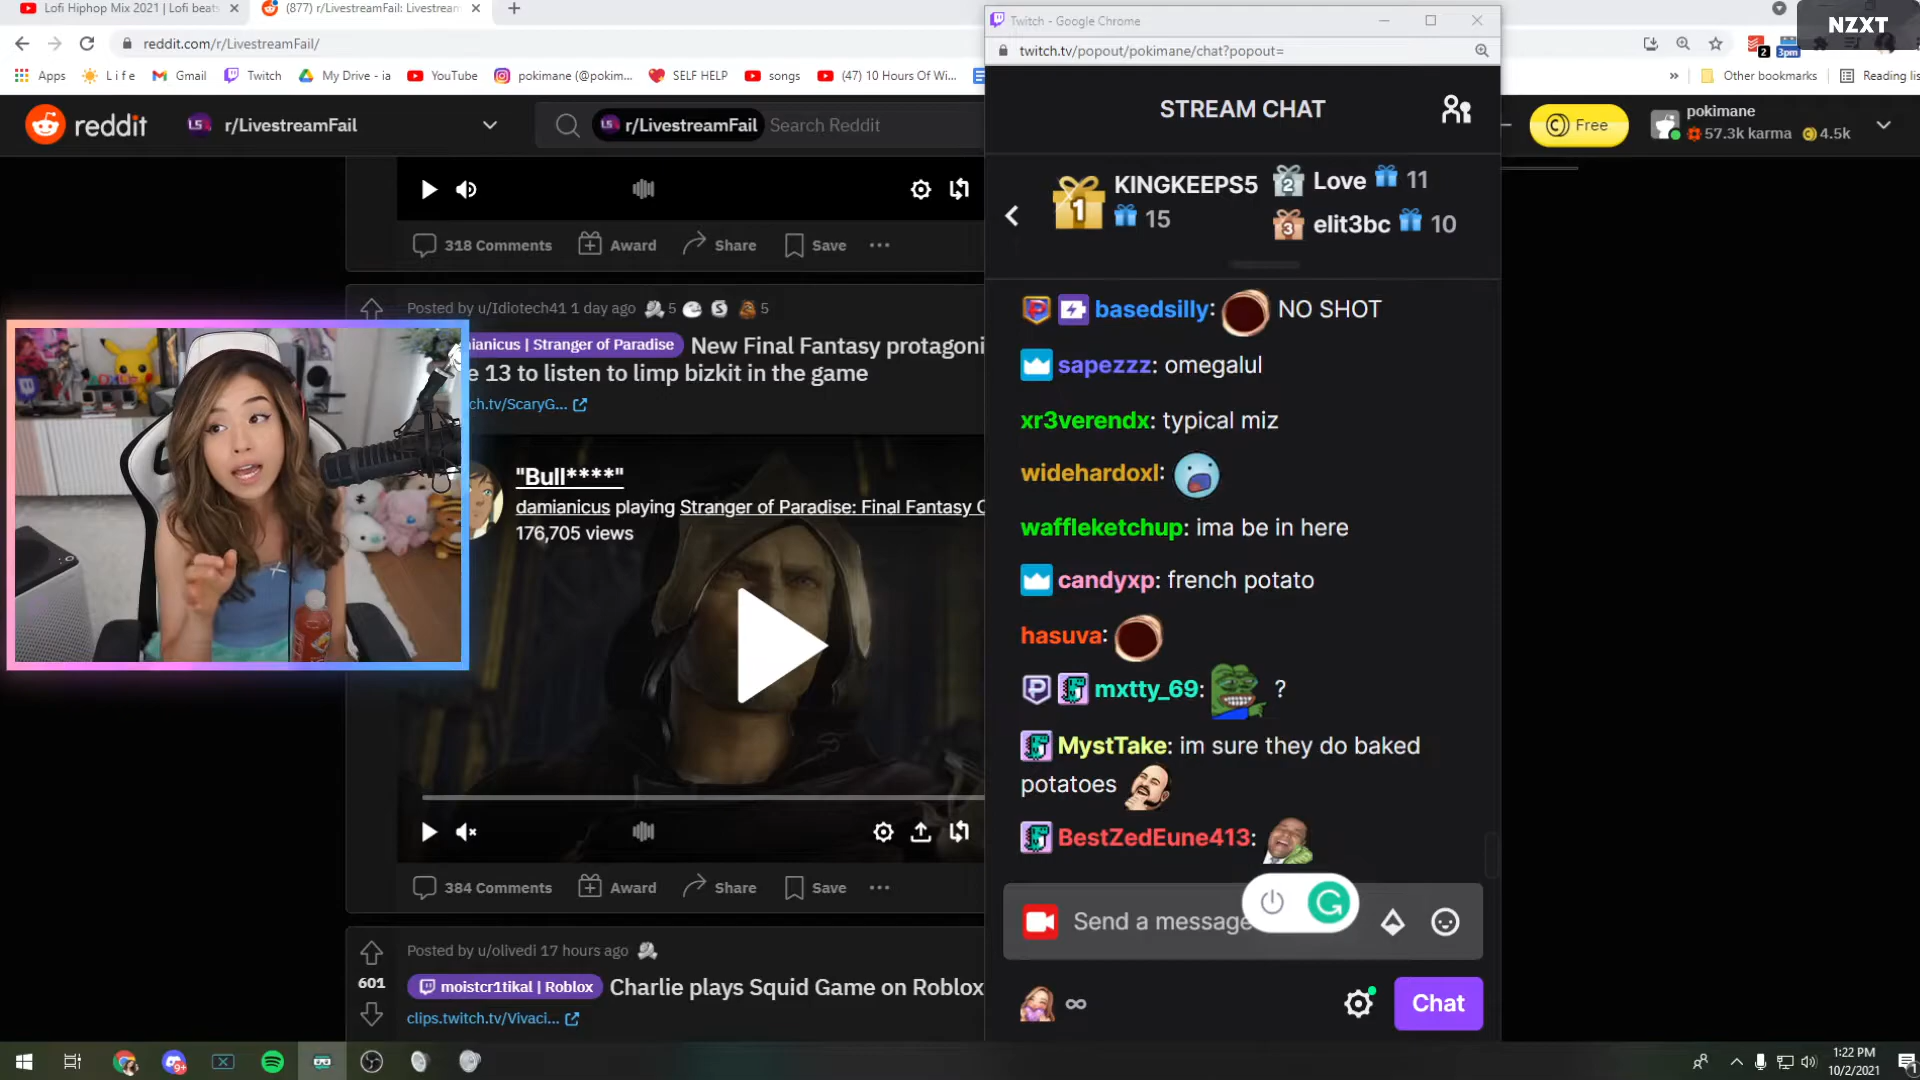 Lofi Hiphop Mix 2021 | Lofi beats
(877) r/LivestreamFail: Livestream
Twitch - Google Chrome
NZXT
reddit.com/r/LivestreamFail/
twitch.tv/popout/pokimane/chat?popout=
2
3pm
Apps
L i f e
Gmail
Twitch
My Drive - ia
YouTube
pokimane (@pokim...
SELF HELP
songs
(47) 10 Hours Of Wi...
»
Other bookmarks
Reading lis
reddit
r/LivestreamFail
r/LivestreamFail
Search Reddit
STREAM CHAT
Free
pokimane
57.3k karma
4.5k
1
KINGKEEPS5
15
2
Love
11
3
elit3bc
10
318 Comments
Award
Share
Save
Posted by u/Idiotech41 1 day ago
5
5
ianicus | Stranger of Paradise
New Final Fantasy protagoni
e 13 to listen to limp bizkit in the game
ch.tv/ScaryG...
"Bull****"
damianicus playing Stranger of Paradise: Final Fantasy O
176,705 views
384 Comments
Award
Share
Save
Posted by u/olivedi 17 hours ago
601
moistcr1tikal | Roblox
Charlie plays Squid Game on Roblox
clips.twitch.tv/Vivaci...
basedsilly: NO SHOT
sapezzz: omegalul
xr3verendx: typical miz
widehardoxl:
waffleketchup: ima be in here
candyxp: french potato
hasuva:
mxtty_69: ?
MystTake: im sure they do baked
potatoes
BestZedEune413:
Send a message
∞
Chat
9+
1:22 PM
10/2/2021
1